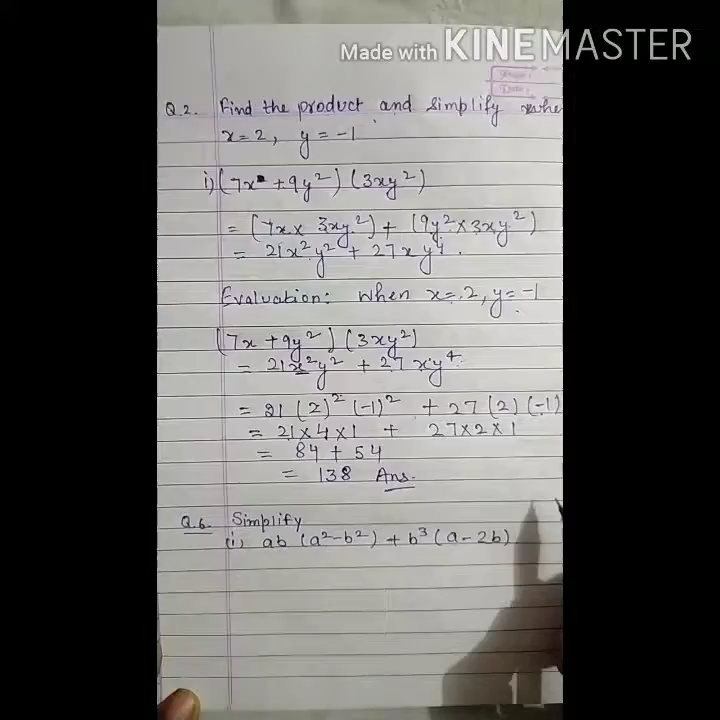 Made with KINEMASTER
Q.2. Find the product and simplify whe
x=2, y=-1
i) (7x + 9y²) (3xy²)
= (7x × 3xy²) + (9y² × 3xy²)
= 21x²y² + 27xy⁴.
Evaluation: when x=2, y=-1
(7x + 9y²) (3xy²)
= 21x²y² + 27xy⁴
= 21 (2)² (-1)² + 27 (2) (-1)
= 21×4×1 + 27×2×1
= 84 + 54
= 138 Ans.
Q.6. Simplify
(i) ab (a²-b²) + b³ (a-2b)